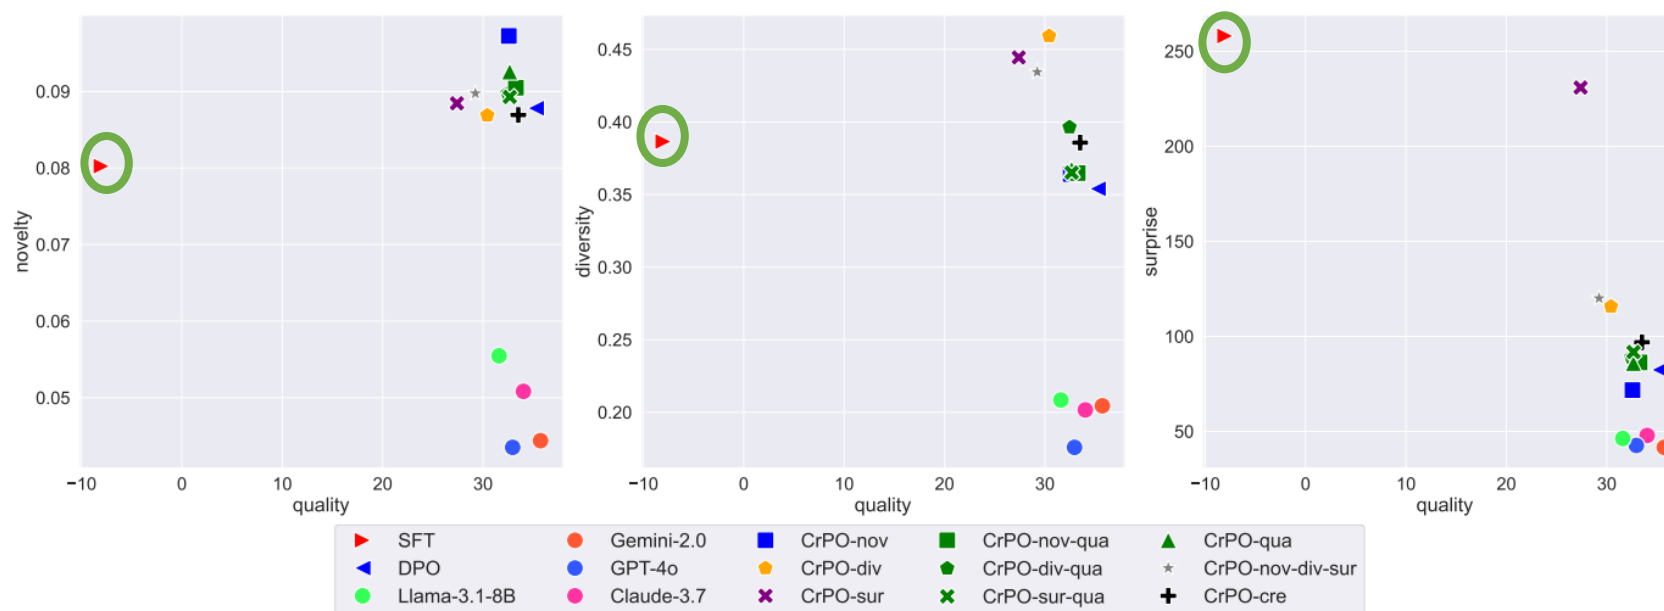 0.09
0.08
0.07
0.06
0.05
novelty
−10 0 10 20 30
quality
0.45
0.40
0.35
0.30
0.25
0.20
diversity
−10 0 10 20 30
quality
250
200
150
100
50
surprise
−10 0 10 20 30
quality
SFT Gemini-2.0 CrPO-nov CrPO-nov-qua CrPO-qua
DPO GPT-4o CrPO-div CrPO-div-qua CrPO-nov-div-sur
Llama-3.1-8B Claude-3.7 CrPO-sur CrPO-sur-qua CrPO-cre